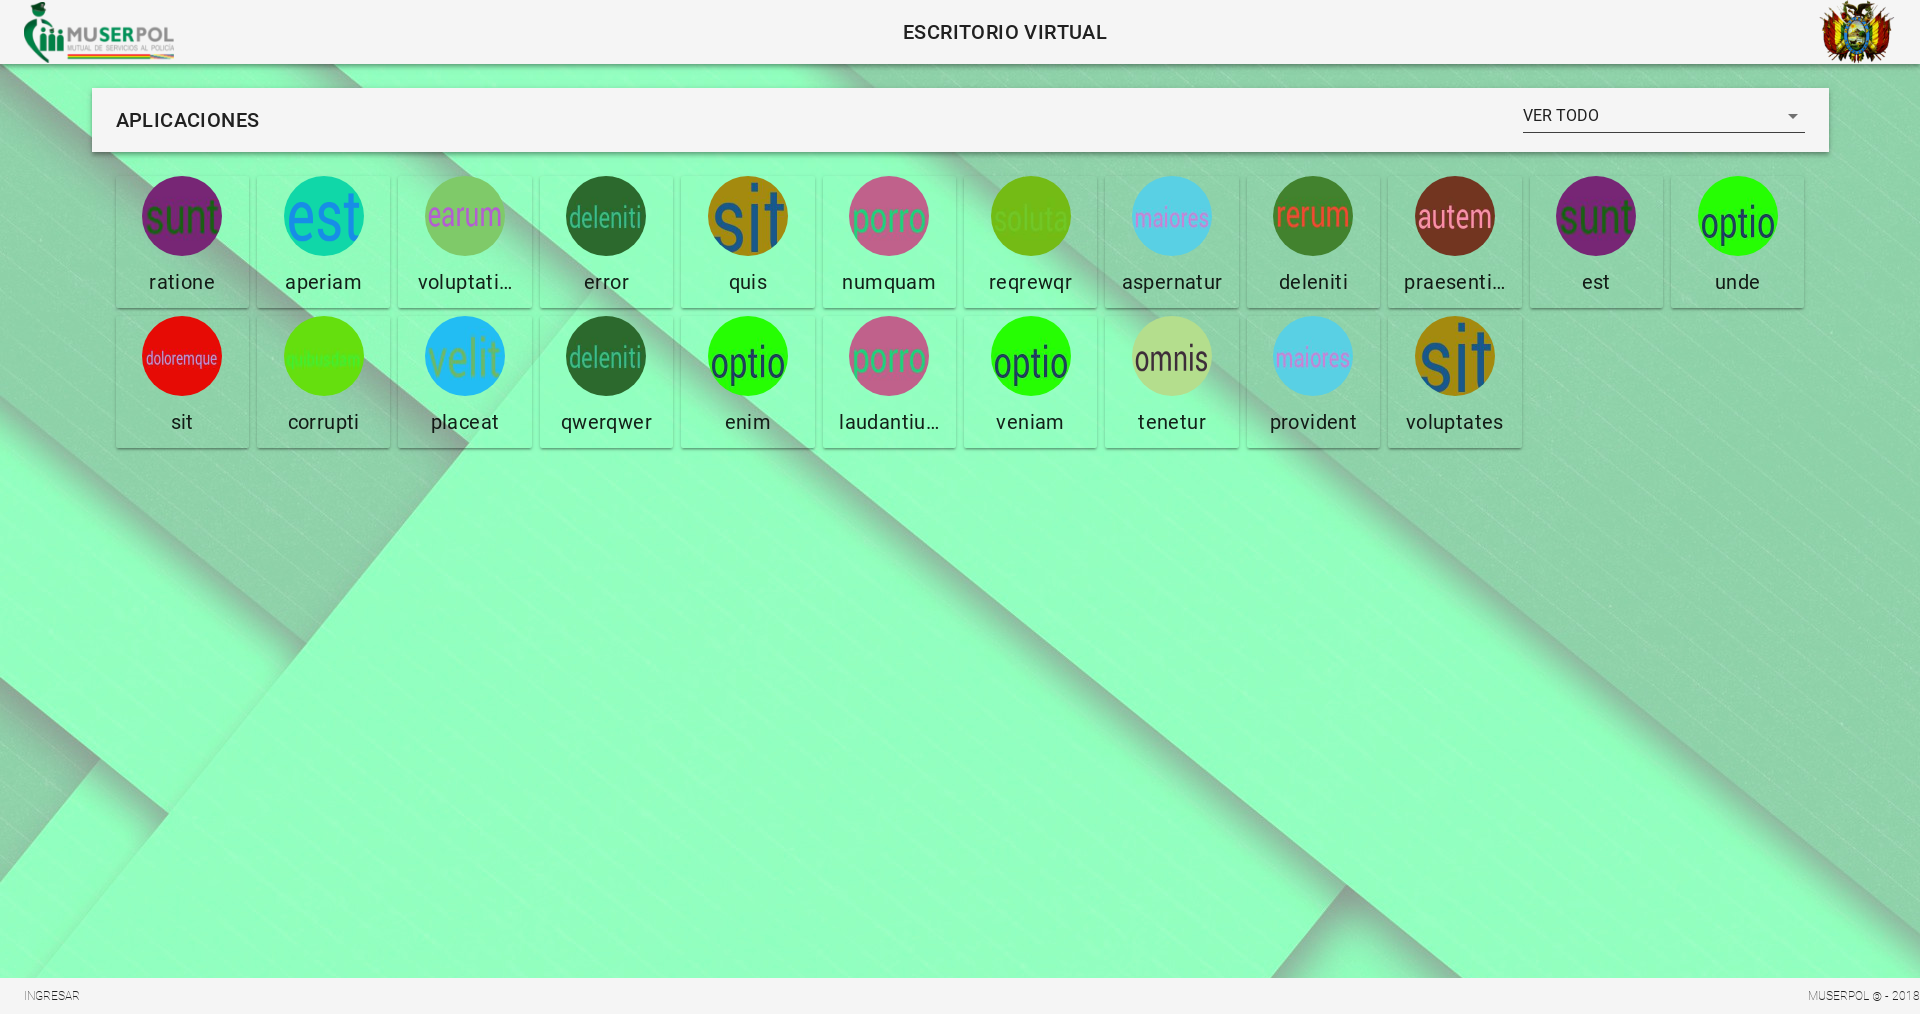 MUSERPOL
MUTUAL DE SERVICIOS AL POLICÍA
ESCRITORIO VIRTUAL
APLICACIONES
VER TODO
sunt est earum deleniti sit porro soluta maiores rerum autem sunt optio
ratione aperiam voluptati... error quis numquam reqrewqr aspernatur deleniti praesenti... est unde
doloremque velit deleniti optio porro optio omnis maiores sit
sit corrupti placeat qwerqwer enim laudantiu... veniam tenetur provident voluptates
INGRESAR
MUSERPOL @ - 2018